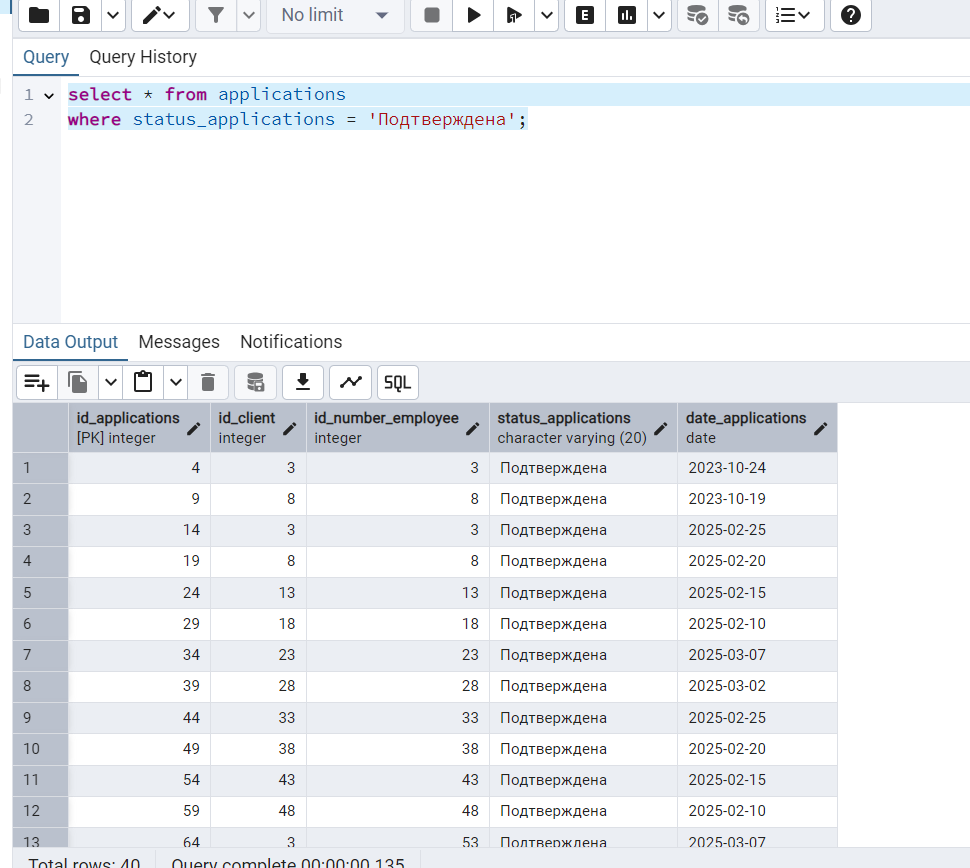 No limit
E
Query Query History
1 select * from applications
2 where status_applications = 'Подтверждена';
Data Output Messages Notifications
SQL
id_applications id_client id_number_employee status_applications date_applications
[PK] integer integer integer character varying (20) date
1 4 3 3 Подтверждена 2023-10-24
2 9 8 8 Подтверждена 2023-10-19
3 14 3 3 Подтверждена 2025-02-25
4 19 8 8 Подтверждена 2025-02-20
5 24 13 13 Подтверждена 2025-02-15
6 29 18 18 Подтверждена 2025-02-10
7 34 23 23 Подтверждена 2025-03-07
8 39 28 28 Подтверждена 2025-03-02
9 44 33 33 Подтверждена 2025-02-25
10 49 38 38 Подтверждена 2025-02-20
11 54 43 43 Подтверждена 2025-02-15
12 59 48 48 Подтверждена 2025-02-10
13 64 3 53 Подтверждена 2025-03-07
Total rows: 40 Query complete 00:00:00.135